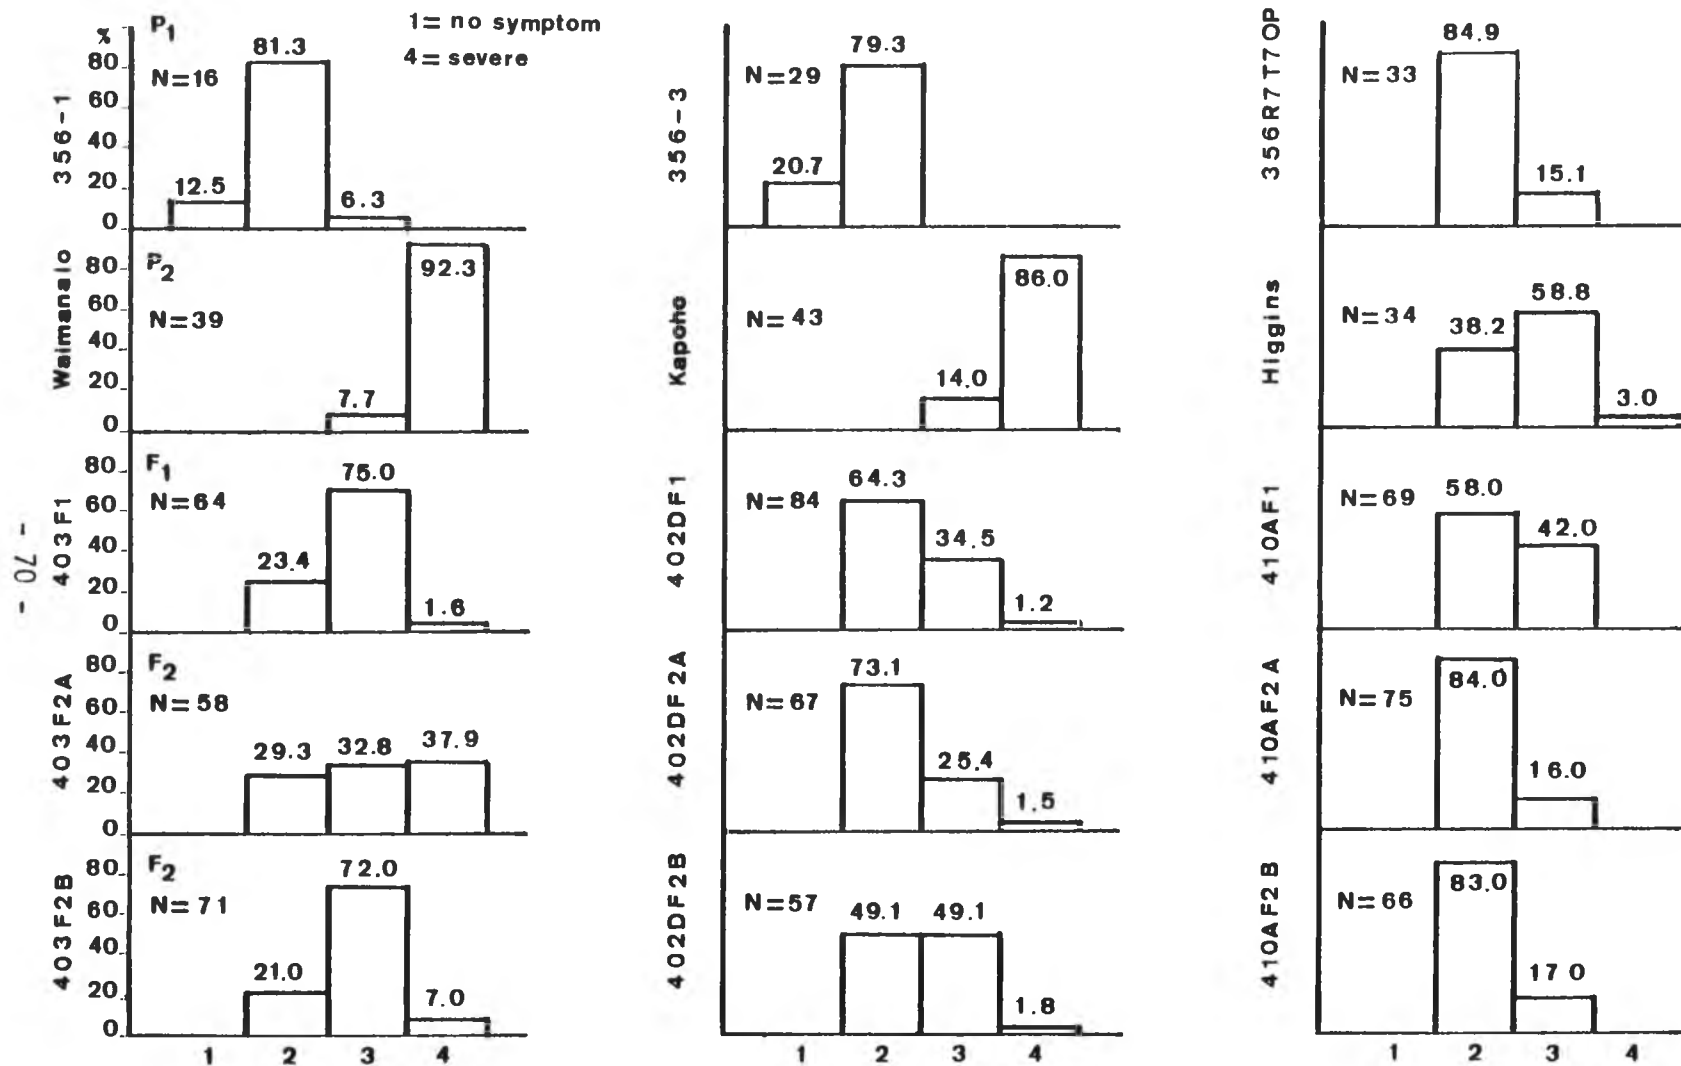 1= no symptom
4= severe
%
P1
N=16
356-1
80
60
40
20
0
12.5
81.3
6.3
356-3
N=29
20.7
79.3
356R7T7OP
N=33
84.9
15.1
Waimanalo
P2
N=39
80
60
40
20
0
7.7
92.3
Kapoho
N=43
14.0
86.0
Higgins
N=34
38.2
58.8
3.0
- 70 -
403F1
F1
N=64
80
60
40
20
0
23.4
75.0
1.6
402DF1
N=84
64.3
34.5
1.2
410AF1
N=69
58.0
42.0
403F2A
F2
N=58
80
60
40
20
0
29.3
32.8
37.9
402DF2A
N=67
73.1
25.4
1.5
410AF2A
N=75
84.0
16.0
403F2B
F2
N=71
80
60
40
20
0
21.0
72.0
7.0
402DF2B
N=57
49.1
49.1
1.8
410AF2B
N=66
83.0
17 0
1 2 3 4
1 2 3 4
1 2 3 4